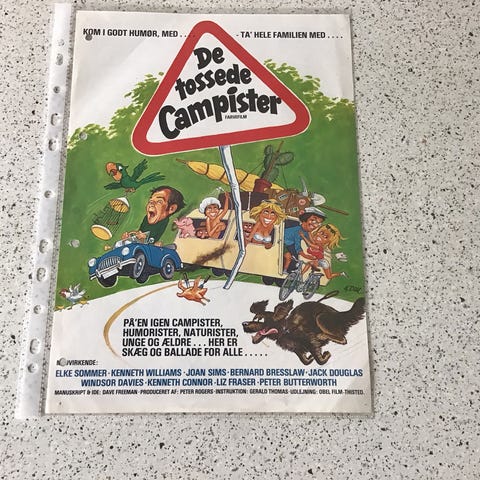 KOM I GODT HUMØR, MED . . . . - TA' HELE FAMILIEN MED . . . .
De
tossede
Campister
FARVEFILM
PÅ'EN IGEN CAMPISTER,
HUMORISTER, NATURISTER,
UNGE OG ÆLDRE . . . HER ER
SKÆG OG BALLADE FOR ALLE . . . . .
MEDVIRKENDE:
ELKE SOMMER · KENNETH WILLIAMS · JOAN SIMS · BERNARD BRESSLAW · JACK DOUGLAS
WINDSOR DAVIES · KENNETH CONNOR · LIZ FRASER · PETER BUTTERWORTH
MANUSKRIPT & IDE: DAVE FREEMAN · PRODUCERET AF: PETER ROGERS · INSTRUKTION: GERALD THOMAS · UDLEJNING: OBEL FILM · THISTED.